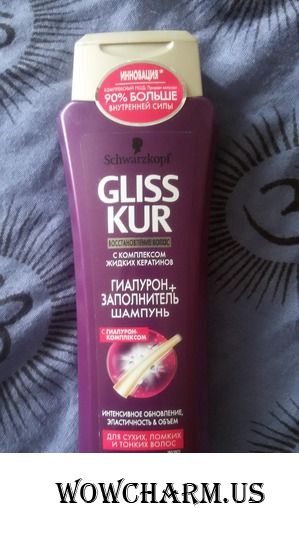 ИННОВАЦИЯ*
90% БОЛЬШЕ
ВНУТРЕННЕЙ СИЛЫ
Schwarzkopf
GLISS
KUR
ВОССТАНОВЛЕНИЕ ВОЛОС
С КОМПЛЕКСОМ
ЖИДКИХ КЕРАТИНОВ
ГИАЛУРОН+
ЗАПОЛНИТЕЛЬ
ШАМПУНЬ
С ГИАЛУРОН-
КОМПЛЕКСОМ
ИНТЕНСИВНОЕ ОБНОВЛЕНИЕ,
ЭЛАСТИЧНОСТЬ & ОБЪЕМ
ДЛЯ СУХИХ, ЛОМКИХ
И ТОНКИХ ВОЛОС
WOWCHARM.US